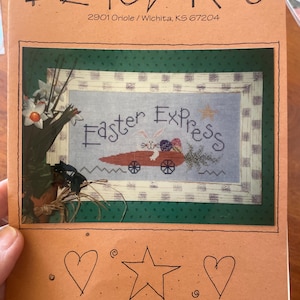 2901 Oriole / Wichita, KS 67204
Easter Express